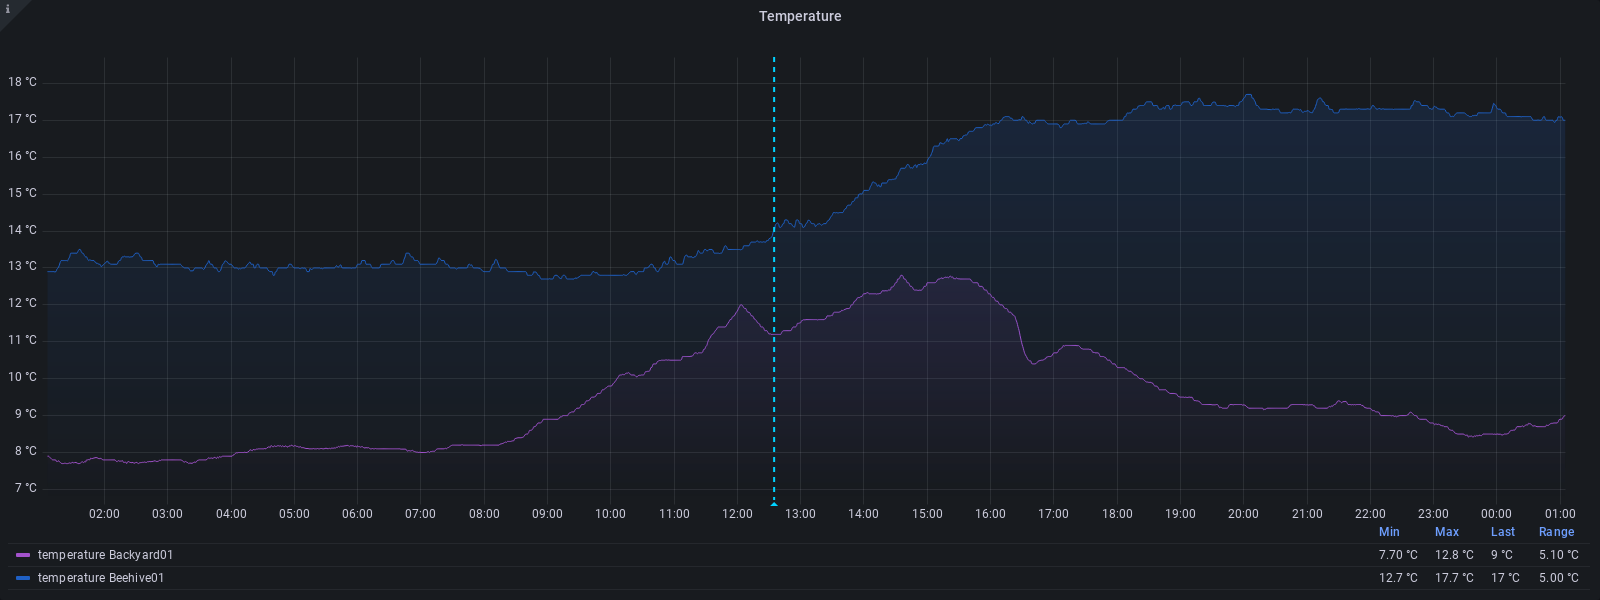 i
Temperature
18 °C
17 °C
16 °C
15 °C
14 °C
13 °C
12 °C
11 °C
10 °C
9 °C
8 °C
7 °C
02:00 03:00 04:00 05:00 06:00 07:00 08:00 09:00 10:00 11:00 12:00 13:00 14:00 15:00 16:00 17:00 18:00 19:00 20:00 21:00 22:00 23:00 00:00 01:00
Min Max Last Range
temperature Backyard01 7.70 °C 12.8 °C 9 °C 5.10 °C
temperature Beehive01 12.7 °C 17.7 °C 17 °C 5.00 °C